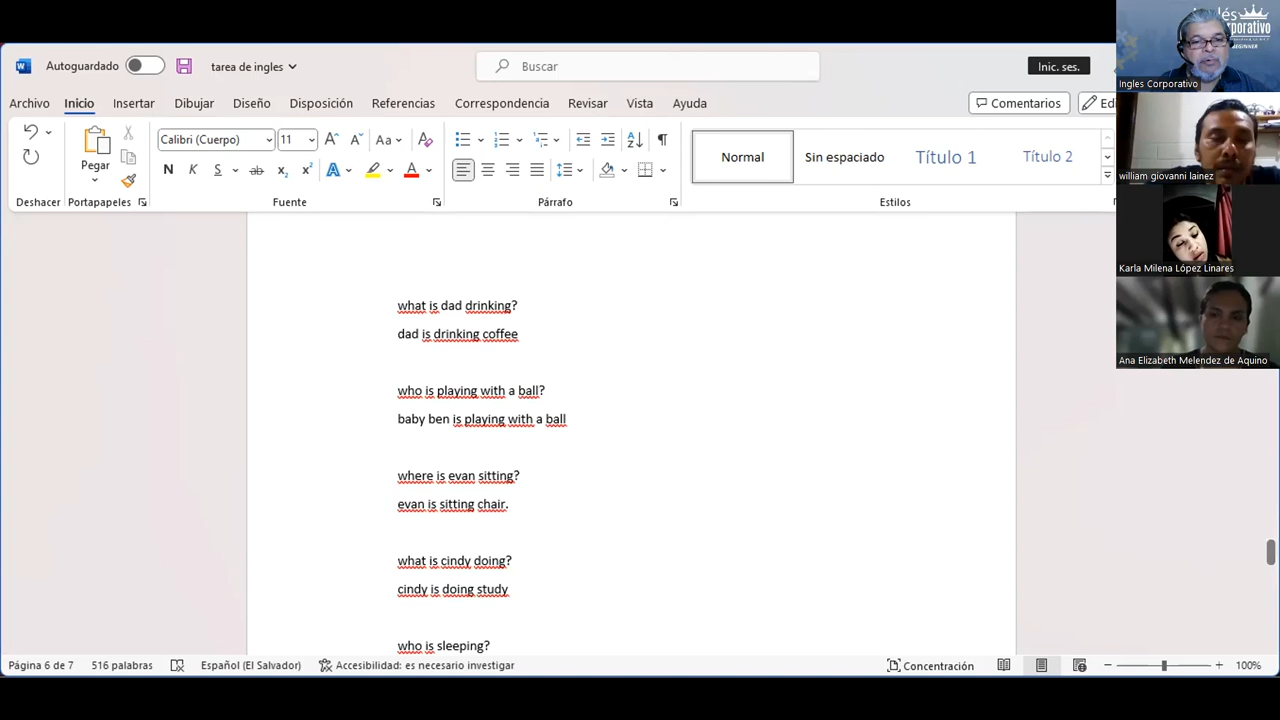 Autoguardado
tarea de ingles
Buscar
Inic. ses.
Archivo Inicio Insertar Dibujar Diseño Disposición Referencias Correspondencia Revisar Vista Ayuda
Comentarios
Pegar
Calibri (Cuerpo) 11
Normal
Sin espaciado
Título 1
Título 2
Deshacer Portapapeles Fuente Párrafo Estilos
what is dad drinking?
dad is drinking coffee
who is playing with a ball?
baby ben is playing with a ball
where is evan sitting?
evan is sitting chair.
what is cindy doing?
cindy is doing study
who is sleeping?
Página 6 de 7 516 palabras Español (El Salvador) Accesibilidad: es necesario investigar Concentración 100%
Ingles Corporativo
william giovanni lainez
Karla Milena López Linares
Ana Elizabeth Melendez de Aquino